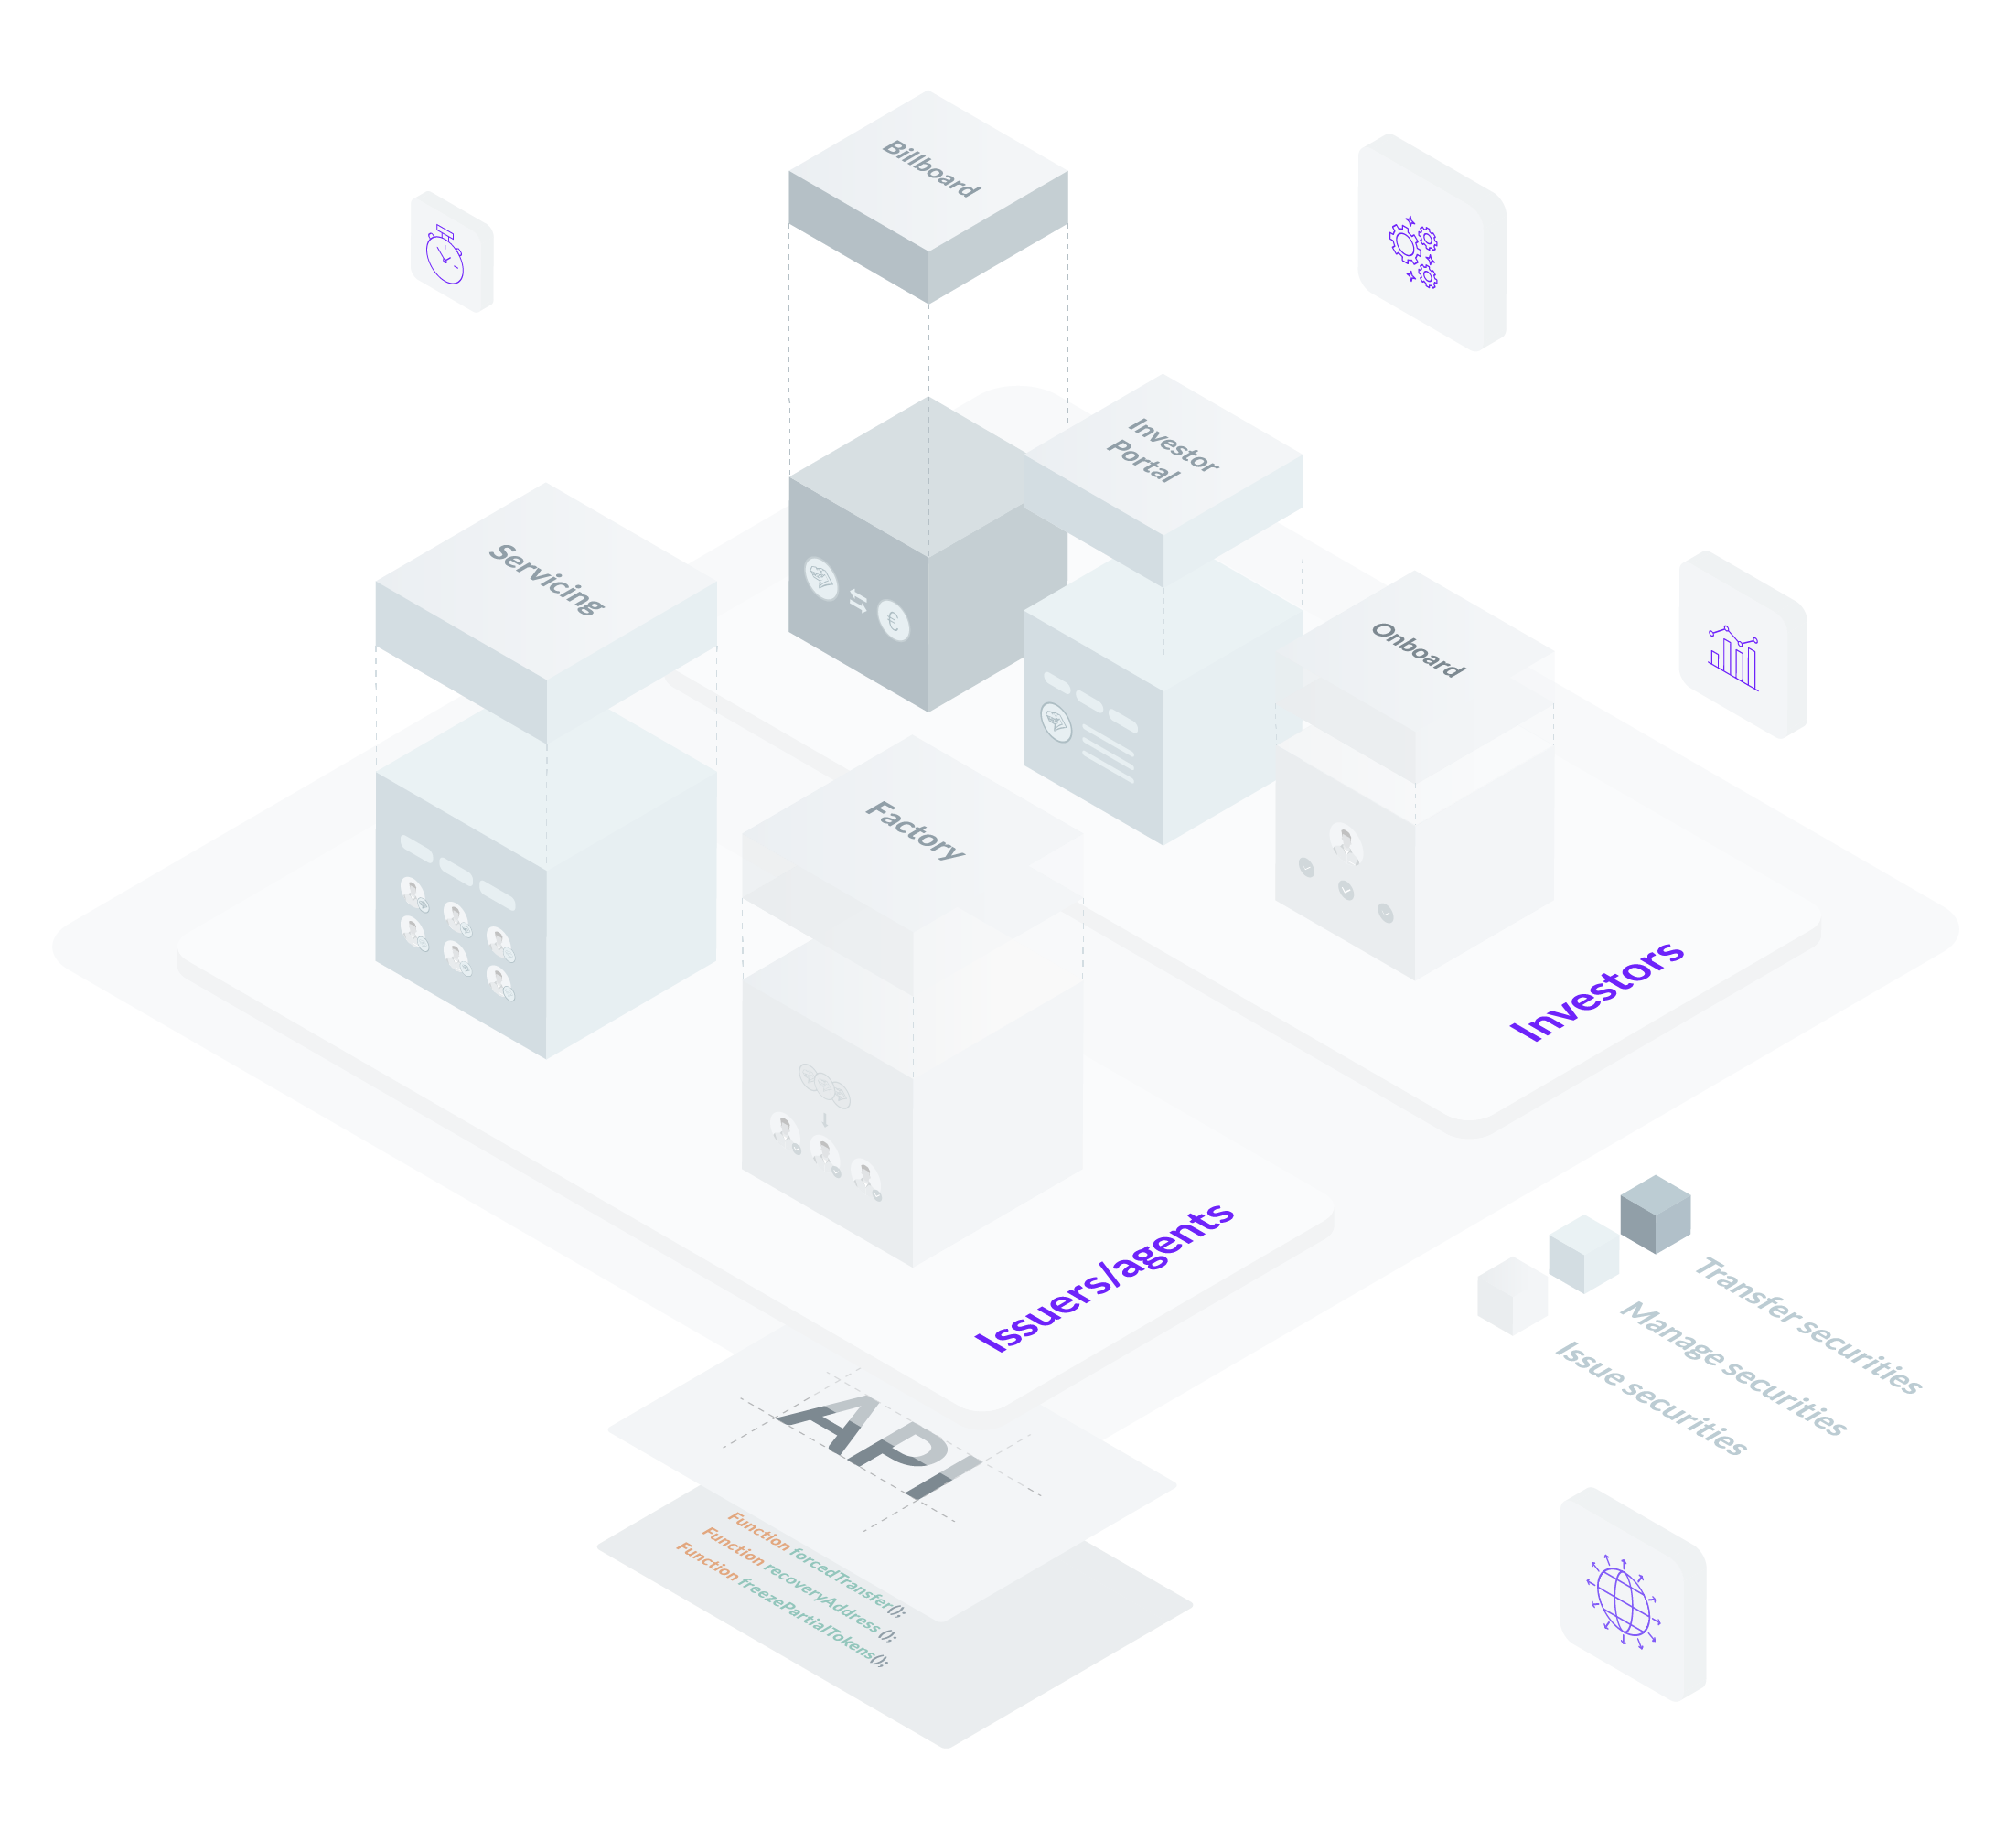 Billboard
Investor
Portal
Servicing
Onboard
Factory
Investors
Issuers/agents
Transfer securities
Manage securities
Issue securities
API
Function forcedTransfer();
Function recoveryAddress ();
Function freezePartialTokens();
€